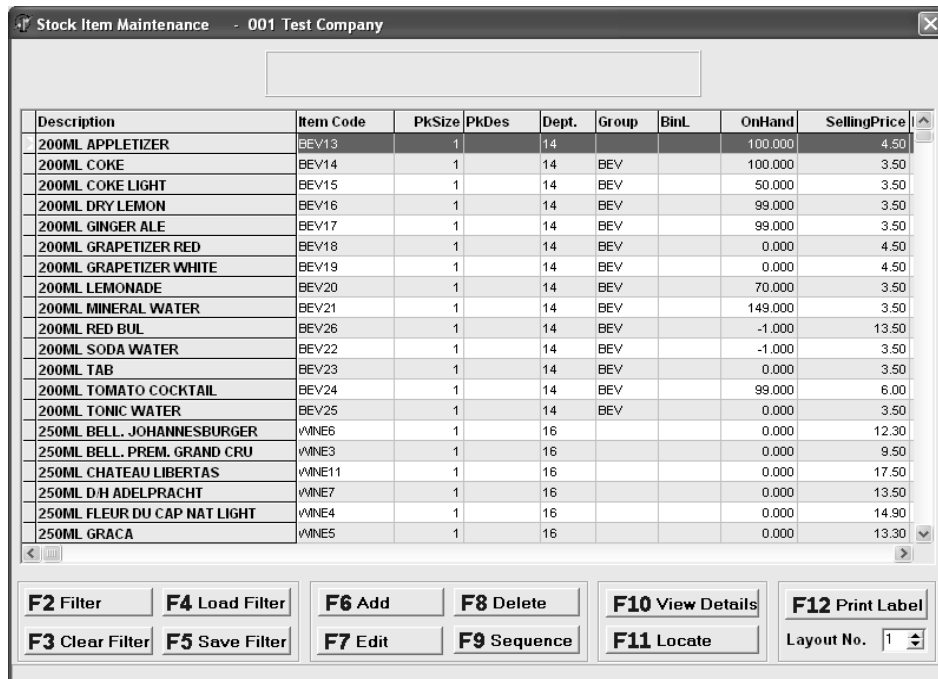 Stock Item Maintenance - 001 Test Company
Description Item Code PkSize PkDes Dept. Group BinL OnHand SellingPrice
200ML APPLETIZER BEV13 1 14 100.000 4.50
200ML COKE BEV14 1 14 BEV 100.000 3.50
200ML COKE LIGHT BEV15 1 14 BEV 50.000 3.50
200ML DRY LEMON BEV16 1 14 BEV 99.000 3.50
200ML GINGER ALE BEV17 1 14 BEV 99.000 3.50
200ML GRAPETIZER RED BEV18 1 14 BEV 0.000 4.50
200ML GRAPETIZER WHITE BEV19 1 14 BEV 0.000 4.50
200ML LEMONADE BEV20 1 14 BEV 70.000 3.50
200ML MINERAL WATER BEV21 1 14 BEV 149.000 3.50
200ML RED BUL BEV26 1 14 BEV -1.000 13.50
200ML SODA WATER BEV22 1 14 BEV -1.000 3.50
200ML TAB BEV23 1 14 BEV 0.000 3.50
200ML TOMATO COCKTAIL BEV24 1 14 BEV 99.000 6.00
200ML TONIC WATER BEV25 1 14 BEV 0.000 3.50
250ML BELL. JOHANNESBURGER WINE6 1 16 0.000 12.30
250ML BELL. PREM. GRAND CRU WINE3 1 16 0.000 9.50
250ML CHATEAU LIBERTAS WINE11 1 16 0.000 17.50
250ML D/H ADELPRACHT WINE7 1 16 0.000 13.50
250ML FLEUR DU CAP NAT LIGHT WINE4 1 16 0.000 14.90
250ML GRACA WINE5 1 16 0.000 13.30
F2 Filter F4 Load Filter F6 Add F8 Delete F10 View Details F12 Print Label
F3 Clear Filter F5 Save Filter F7 Edit F9 Sequence F11 Locate Layout No. 1